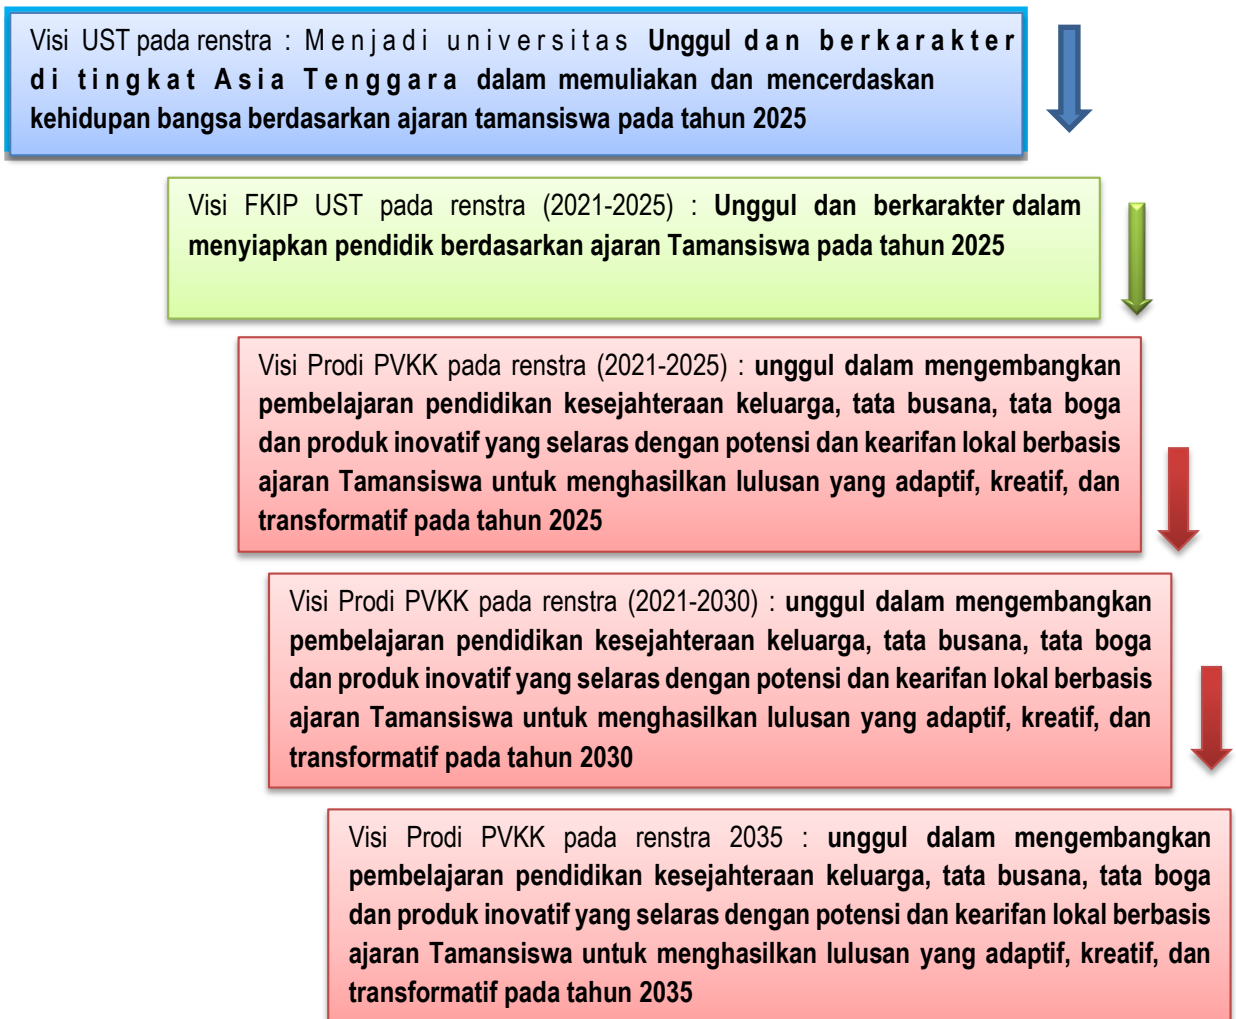 Visi UST pada renstra : Menjadi universitas Unggul dan berkarakter
di tingkat Asia Tenggara dalam memuliakan dan mencerdaskan
kehidupan bangsa berdasarkan ajaran tamansiswa pada tahun 2025
Visi FKIP UST pada renstra (2021-2025) : Unggul dan berkarakter dalam
menyiapkan pendidik berdasarkan ajaran Tamansiswa pada tahun 2025
Visi Prodi PVKK pada renstra (2021-2025) : unggul dalam mengembangkan
pembelajaran pendidikan kesejahteraan keluarga, tata busana, tata boga
dan produk inovatif yang selaras dengan potensi dan kearifan lokal berbasis
ajaran Tamansiswa untuk menghasilkan lulusan yang adaptif, kreatif, dan
transformatif pada tahun 2025
Visi Prodi PVKK pada renstra (2021-2030) : unggul dalam mengembangkan
pembelajaran pendidikan kesejahteraan keluarga, tata busana, tata boga
dan produk inovatif yang selaras dengan potensi dan kearifan lokal berbasis
ajaran Tamansiswa untuk menghasilkan lulusan yang adaptif, kreatif, dan
transformatif pada tahun 2030
Visi Prodi PVKK pada renstra 2035 : unggul dalam mengembangkan
pembelajaran pendidikan kesejahteraan keluarga, tata busana, tata boga
dan produk inovatif yang selaras dengan potensi dan kearifan lokal berbasis
ajaran Tamansiswa untuk menghasilkan lulusan yang adaptif, kreatif, dan
transformatif pada tahun 2035